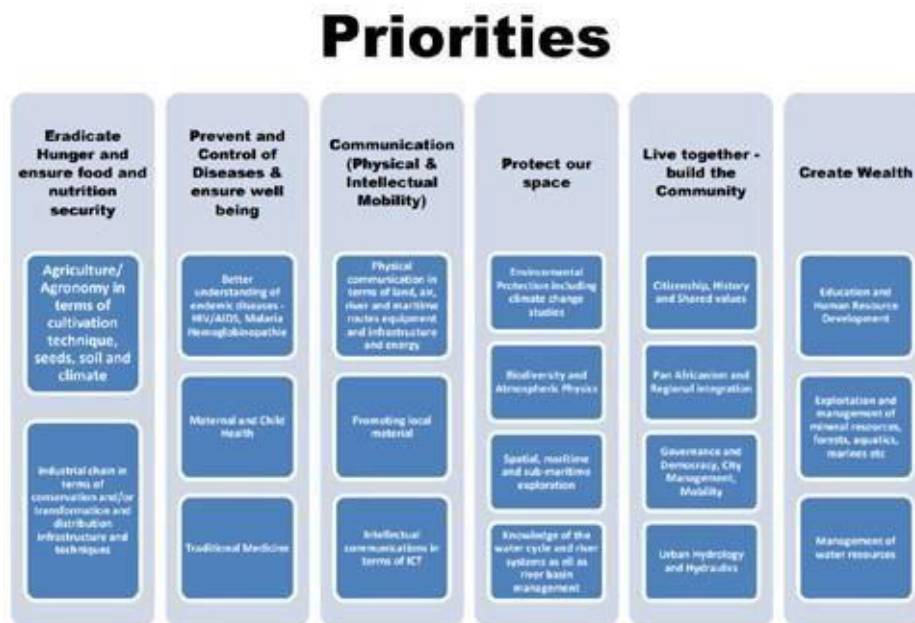 Priorities
Eradicate
Hunger and
ensure food and
nutrition
security
Agriculture/
Agronomy in
terms of
cultivation
technique,
seeds, soil and
climate
Industrial chain in
terms of
conservation and/or
transformation and
distribution
infrastructure and
techniques
Prevent and
Control of
Diseases &
ensure well
being
Better
understanding of
endemic diseases -
HIV/AIDS, Malaria
Hemoglobinopathie
Maternal and Child
Health
Traditional Medicine
Communication
(Physical &
Intellectual
Mobility)
Physical
communication in
terms of land, air,
river and maritime
routes equipment
and infrastructure
and energy
Promoting local
material
Intellectual
communications in
terms of ICT
Protect our
space
Environmental
Protection including
climate change
studies
Biodiversity and
Atmospheric Physics
Spatial, maritime
and sub-maritime
exploration
Knowledge of the
water cycle and river
systems as ell as
river basin
management
Live together -
build the
Community
Citizenship, History
and Shared values
Pan Africanism and
Regional integration
Governance and
Democracy, City
Management,
Mobility
Urban Hydrology
and Hydraulics
Create Wealth
Education and
Human Resource
Development
Exploitation and
management of
mineral resources,
forests, aquatics,
marines etc
Management of
water resources